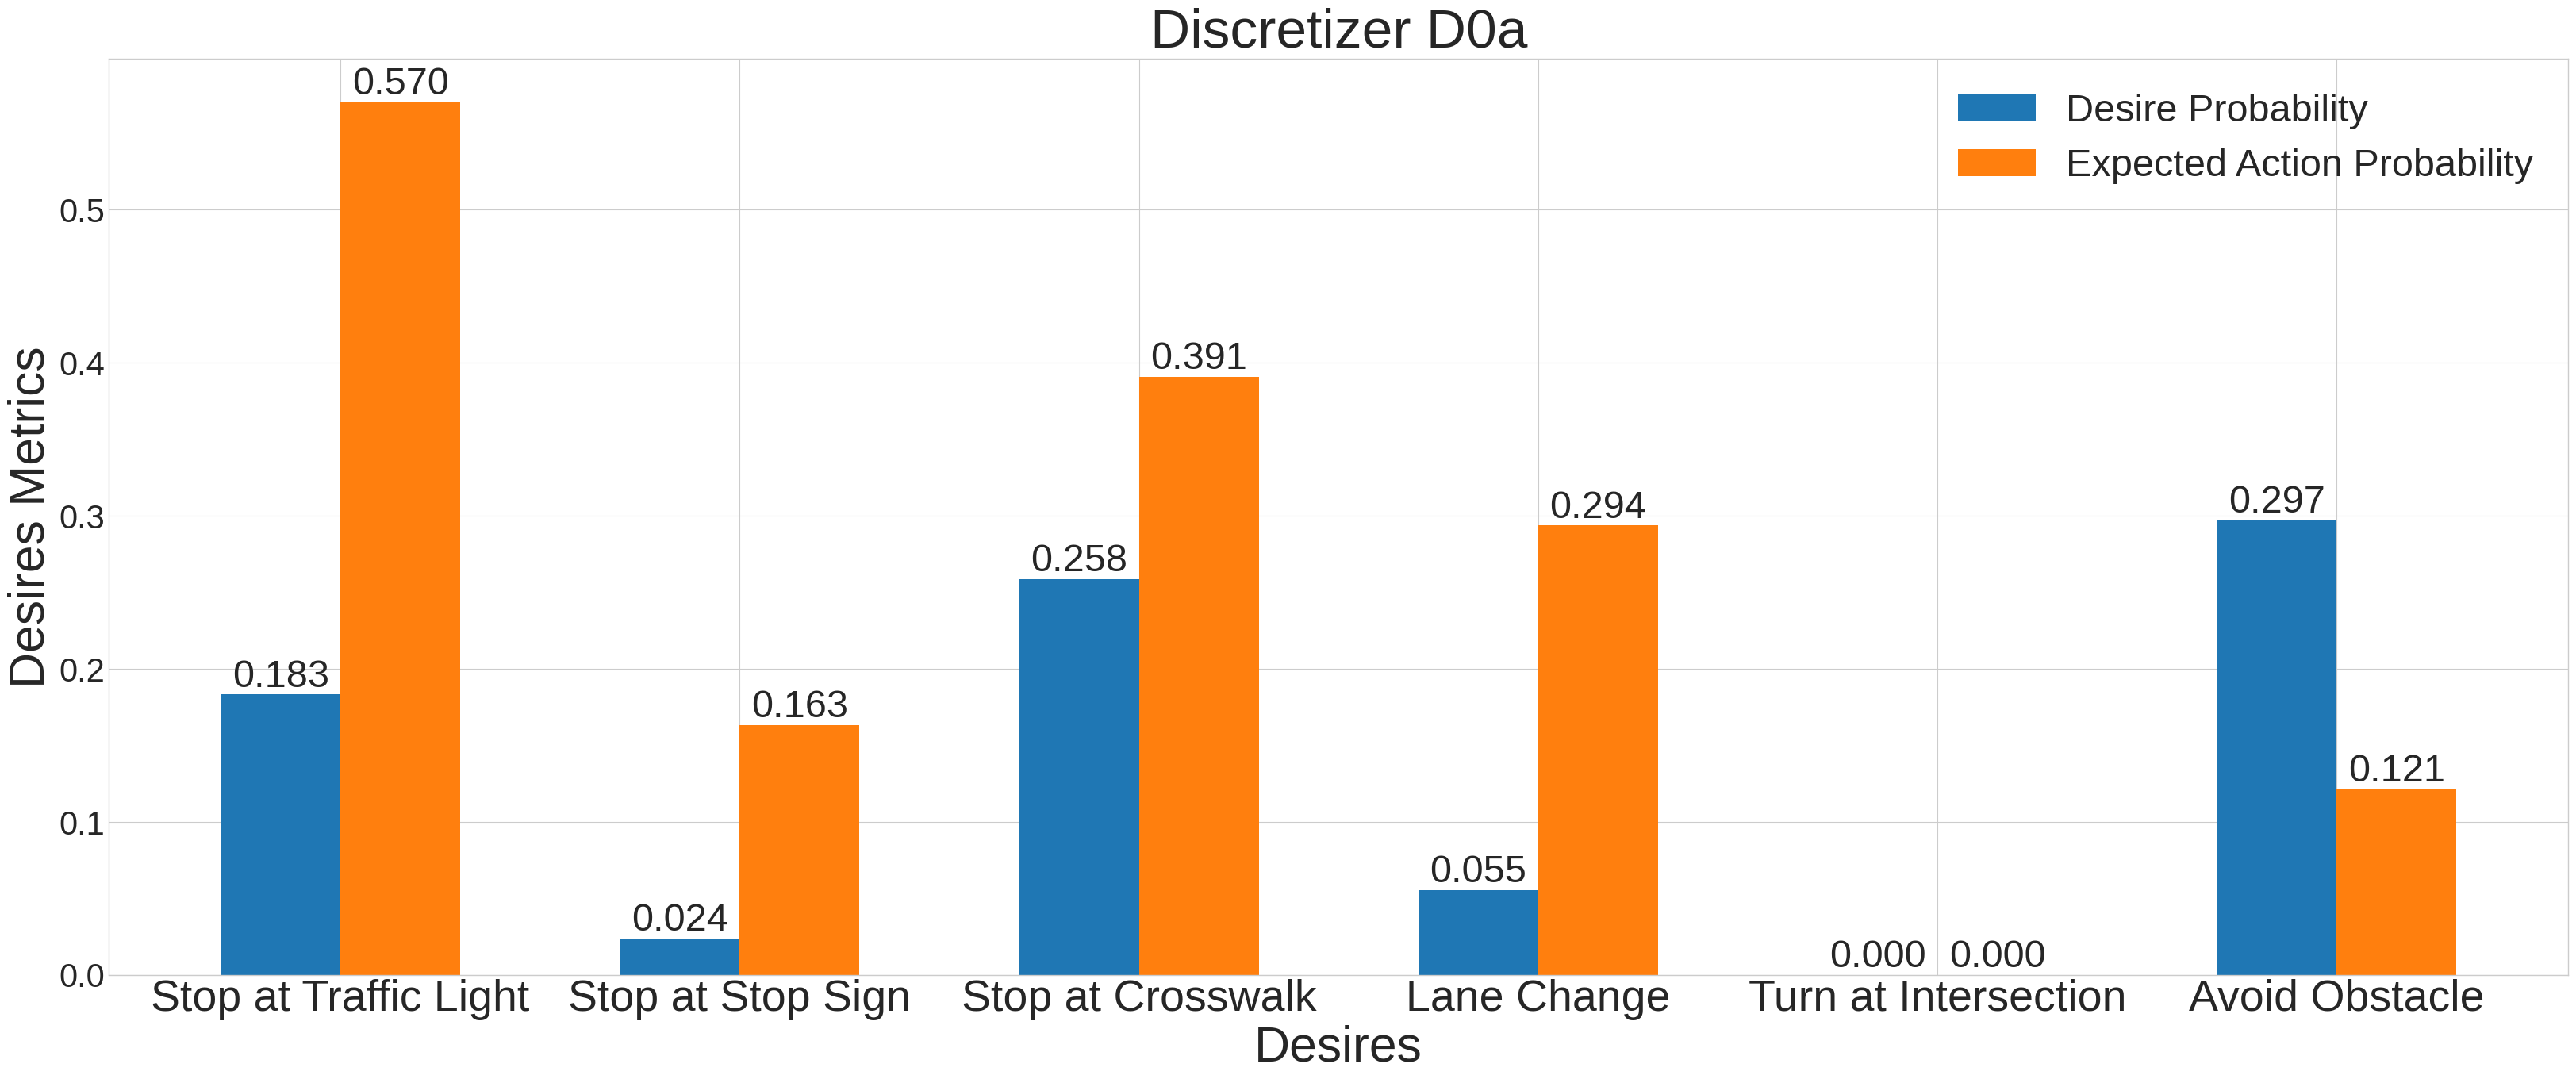 Discretizer D0a
Desire Probability
Expected Action Probability
Desires Metrics
0.5
0.4
0.3
0.2
0.1
0.0
0.183
0.570
0.024
0.163
0.258
0.391
0.055
0.294
0.000
0.000
0.297
0.121
Stop at Traffic Light
Stop at Stop Sign
Stop at Crosswalk
Lane Change
Turn at Intersection
Avoid Obstacle
Desires